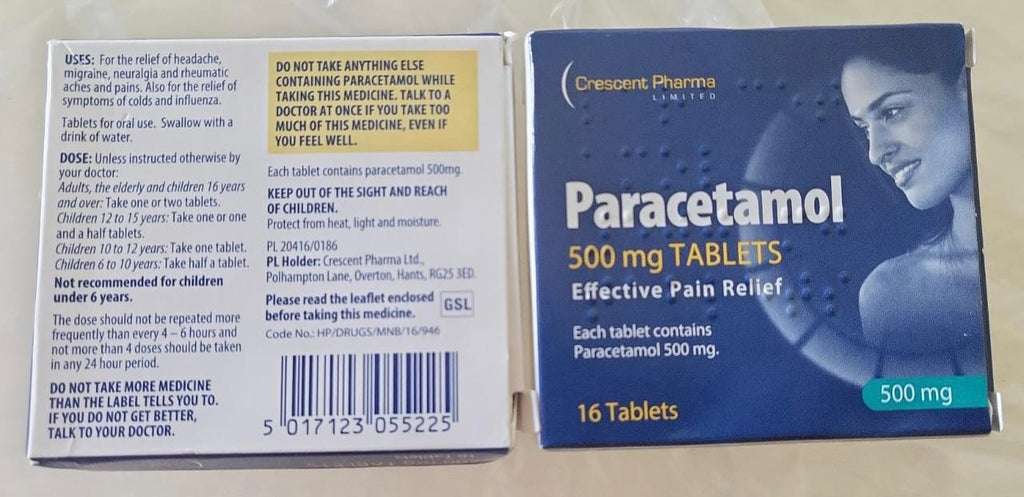 USES: For the relief of headache,
migraine, neuralgia and rheumatic
aches and pains. Also for the relief of
symptoms of colds and influenza.
Tablets for oral use. Swallow with a
drink of water.
DOSE: Unless instructed otherwise by
your doctor:
Adults, the elderly and children 16 years
and over: Take one or two tablets.
Children 12 to 15 years: Take one or one
and a half tablets.
Children 10 to 12 years: Take one tablet.
Children 6 to 10 years: Take half a tablet.
Not recommended for children
under 6 years.
The dose should not be repeated more
frequently than every 4 – 6 hours and
not more than 4 doses should be taken
in any 24 hour period.
DO NOT TAKE MORE MEDICINE
THAN THE LABEL TELLS YOU TO.
IF YOU DO NOT GET BETTER,
TALK TO YOUR DOCTOR.
DO NOT TAKE ANYTHING ELSE
CONTAINING PARACETAMOL WHILE
TAKING THIS MEDICINE. TALK TO A
DOCTOR AT ONCE IF YOU TAKE TOO
MUCH OF THIS MEDICINE, EVEN IF
YOU FEEL WELL.
Each tablet contains paracetamol 500mg.
KEEP OUT OF THE SIGHT AND REACH
OF CHILDREN.
Protect from heat, light and moisture.
PL 20416/0186
PL Holder: Crescent Pharma Ltd.,
Polhampton Lane, Overton, Hants, RG25 3ED.
Please read the leaflet enclosed
before taking this medicine.
GSL
Code No.: HP/DRUGS/MNB/16/946
5 017123 055225
Crescent Pharma
LIMITED
Paracetamol
500 mg TABLETS
Effective Pain Relief
Each tablet contains
Paracetamol 500 mg.
16 Tablets
500 mg